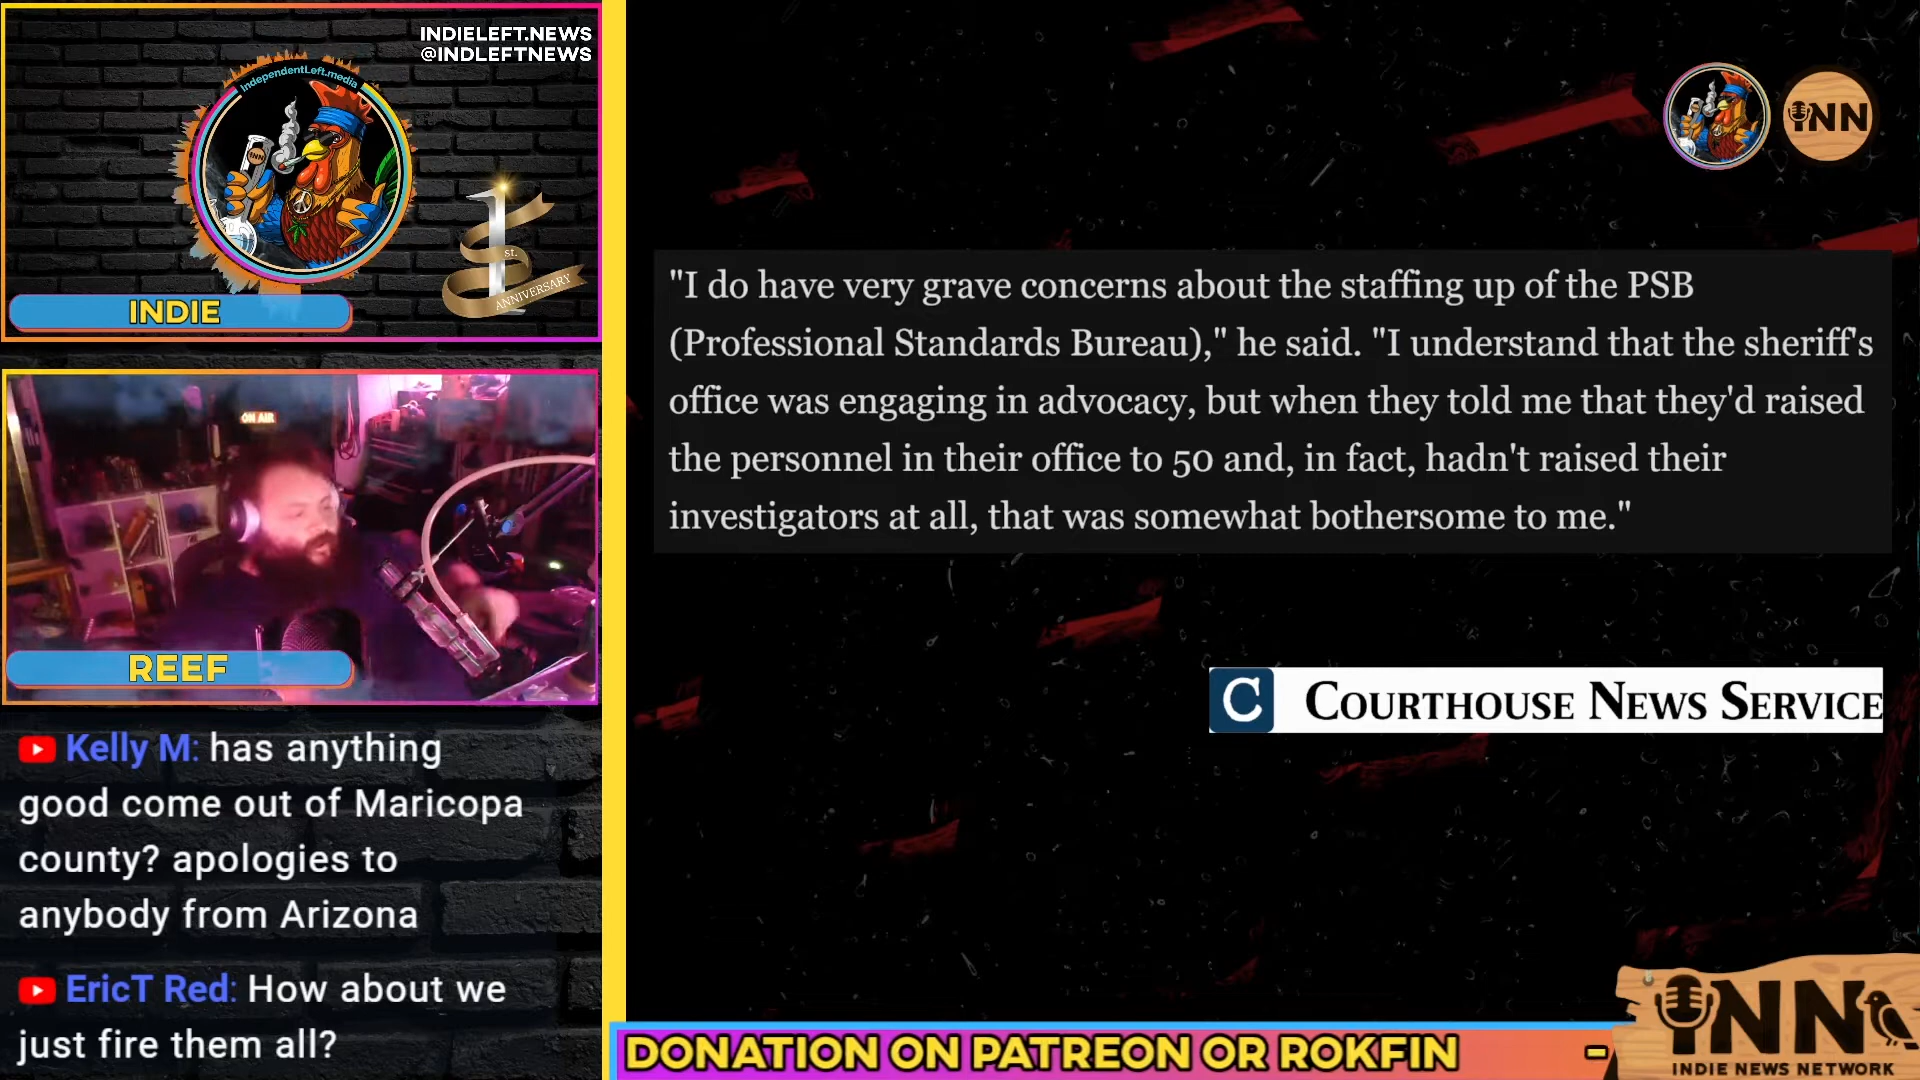 INDIELEFT.NEWS
@INDLEFTNEWS
IndependentLeft.media
INN
1
ST.
ANNIVERSARY
INDIE
ON AIR
REEF
Kelly M: has anything
good come out of Maricopa
county? apologies to
anybody from Arizona
EricT Red: How about we
just fire them all?
INN
"I do have very grave concerns about the staffing up of the PSB
(Professional Standards Bureau)," he said. "I understand that the sheriff's
office was engaging in advocacy, but when they told me that they'd raised
the personnel in their office to 50 and, in fact, hadn't raised their
investigators at all, that was somewhat bothersome to me."
C COURTHOUSE NEWS SERVICE
DONATION ON PATREON OR ROKFIN -
INN
INDIE NEWS NETWORK